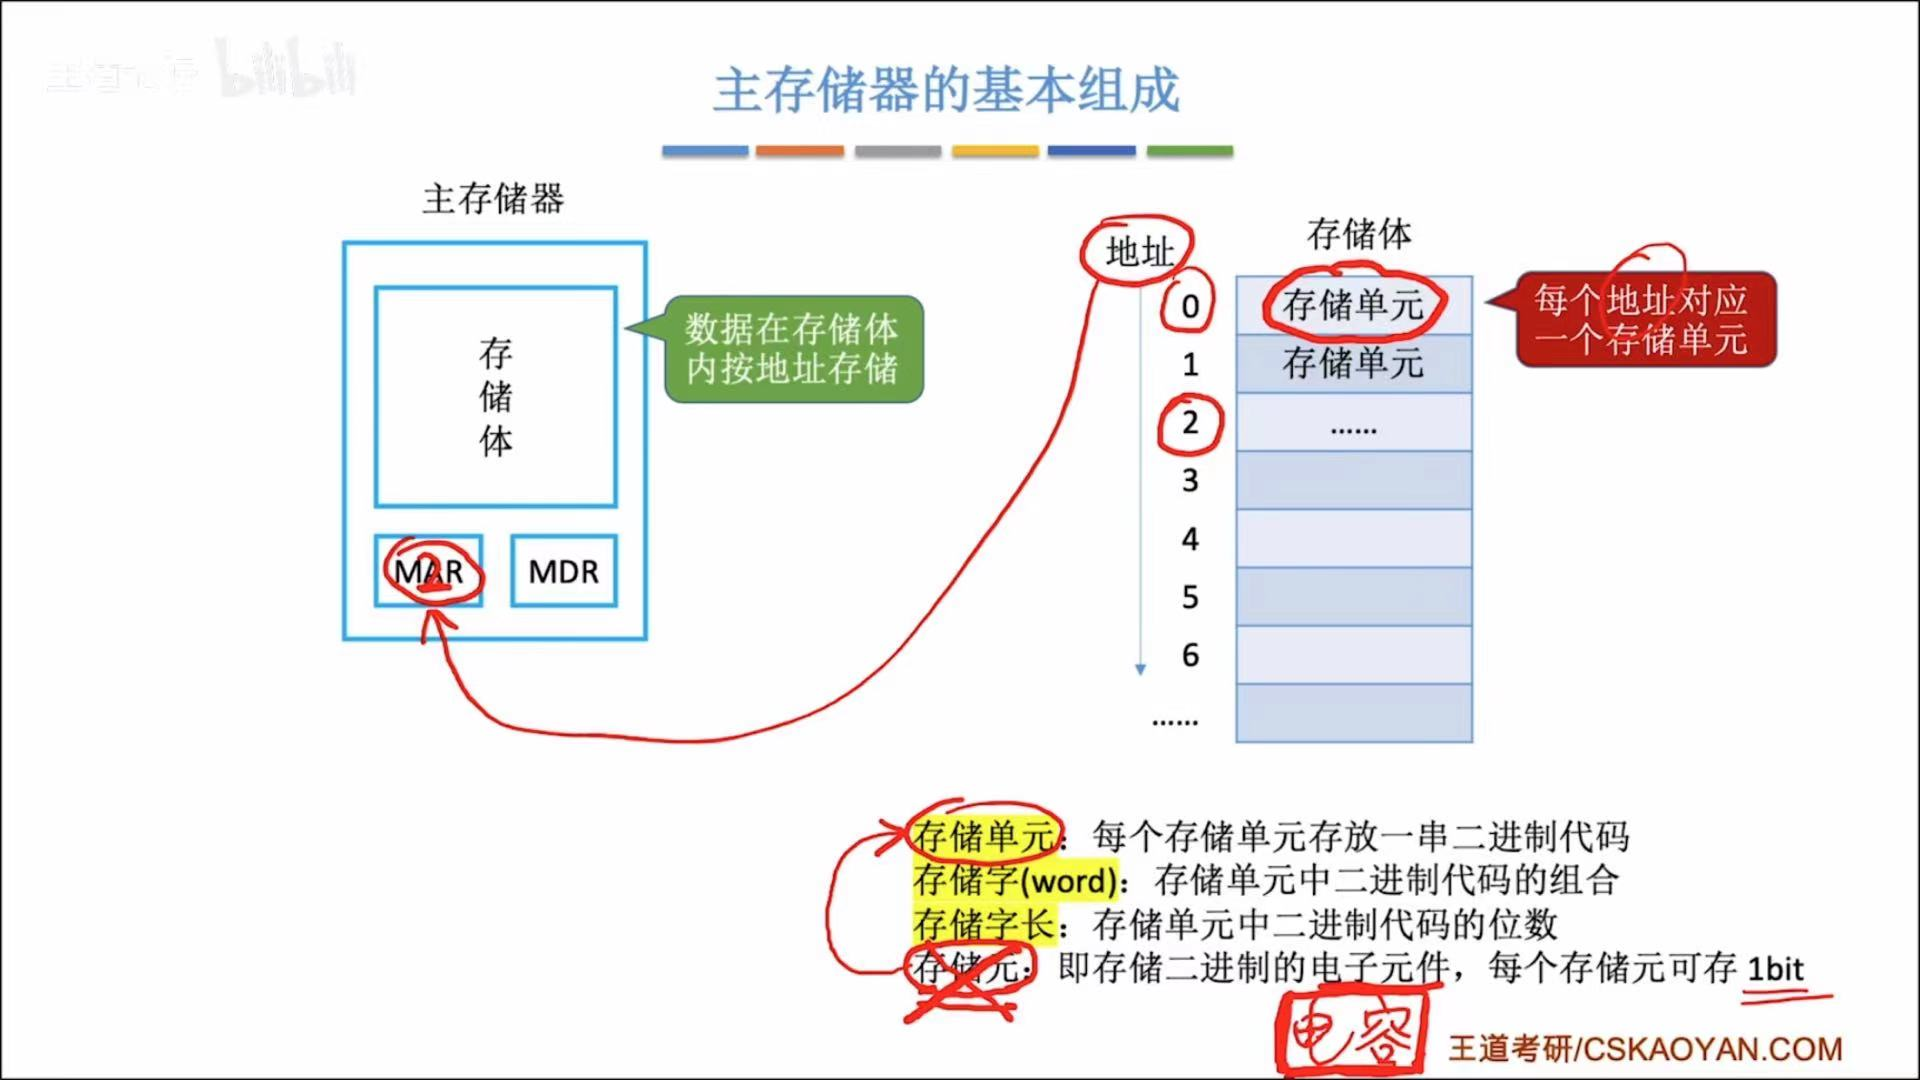 bilibili
主存储器的基本组成
主存储器
存储体
MAR
2
MDR
数据在存储体
内按地址存储
地址
0
1
2
3
4
5
6
......
存储体
存储单元
存储单元
......
每个地址对应
一个存储单元
存储单元：每个存储单元存放一串二进制代码
存储字(word)：存储单元中二进制代码的组合
存储字长：存储单元中二进制代码的位数
存储元：即存储二进制的电子元件，每个存储元可存 1bit
电容
王道考研/CSKAOYAN.COM